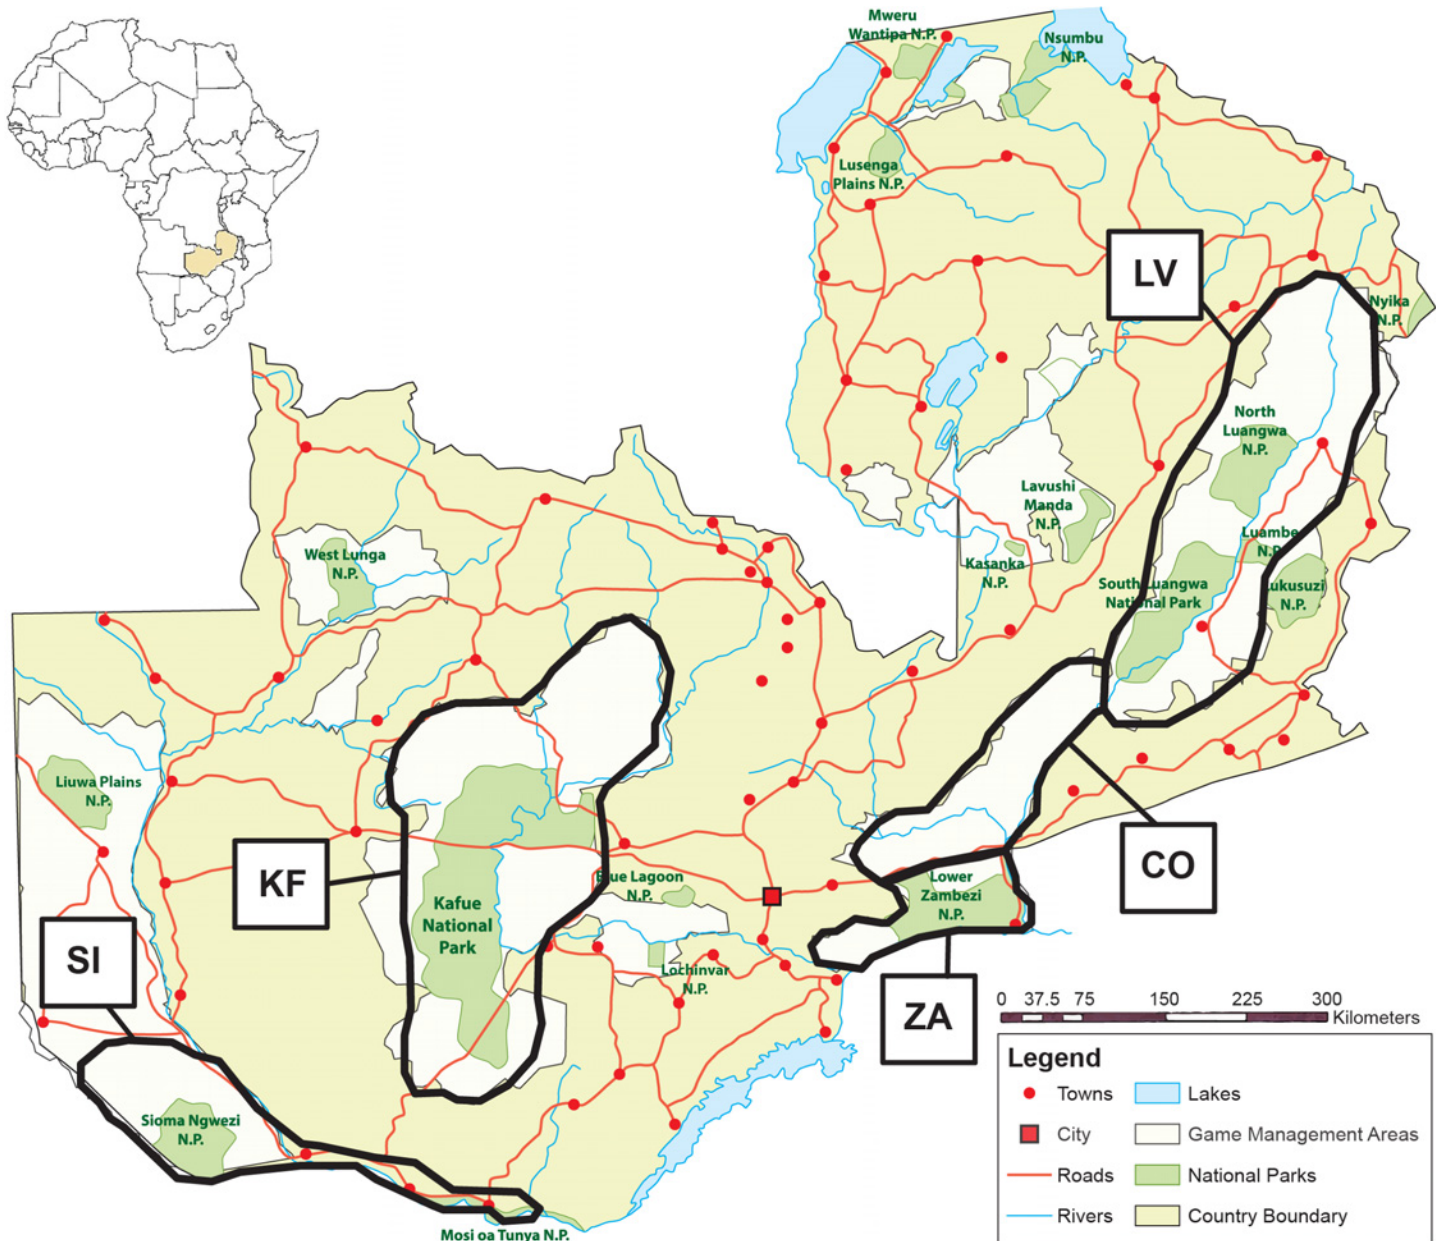 Mweru
Wantipa N.P.
Nsumbu
N.P.
Lusenga
Plains N.P.
LV
Nyika
N.P.
North
Luangwa
N.P.
Lavushi
Manda
N.P.
Luambe
N.P.
Kasanka
N.P.
South Luangwa
National Park
Lukusuzi
N.P.
West Lunga
N.P.
Liuwa Plains
N.P.
KF
Kafue
National
Park
Blue Lagoon
N.P.
Lower
Zambezi
N.P.
CO
SI
Lochinvar
N.P.
ZA
Sioma Ngwezi
N.P.
Mosi oa Tunya N.P.
0 37.5 75 150 225 300
Kilometers
Legend
Towns
Lakes
City
Game Management Areas
Roads
National Parks
Rivers
Country Boundary